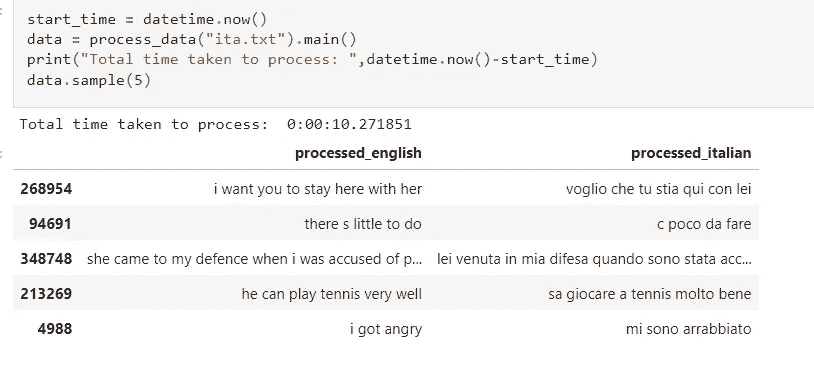 start_time = datetime.now()
data = process_data("ita.txt").main()
print("Total time taken to process: ",datetime.now()-start_time)
data.sample(5)
Total time taken to process:  0:00:10.271851
processed_english processed_italian
268954 i want you to stay here with her voglio che tu stia qui con lei
94691 there s little to do c poco da fare
348748 she came to my defence when i was accused of p... lei venuta in mia difesa quando sono stata acc...
213269 he can play tennis very well sa giocare a tennis molto bene
4988 i got angry mi sono arrabbiato